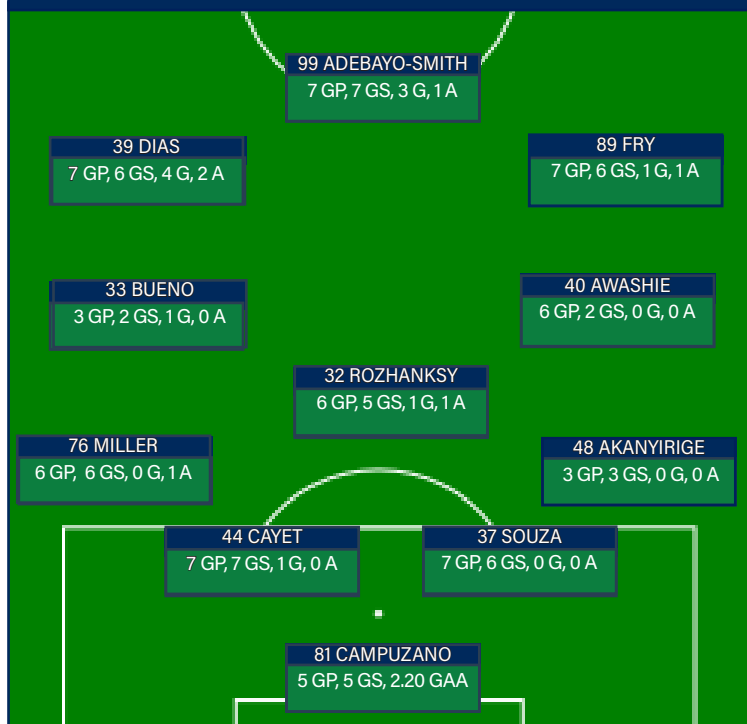 99 ADEBAYO-SMITH
7 GP, 7 GS, 3 G, 1 A
39 DIAS
7 GP, 6 GS, 4 G, 2 A
89 FRY
7 GP, 6 GS, 1 G, 1 A
33 BUENO
3 GP, 2 GS, 1 G, 0 A
40 AWASHIE
6 GP, 2 GS, 0 G, 0 A
32 ROZHANKSY
6 GP, 5 GS, 1 G, 1 A
76 MILLER
6 GP, 6 GS, 0 G, 1 A
48 AKANYIRIGE
3 GP, 3 GS, 0 G, 0 A
44 CAYET
7 GP, 7 GS, 1 G, 0 A
37 SOUZA
7 GP, 6 GS, 0 G, 0 A
81 CAMPUZANO
5 GP, 5 GS, 2.20 GAA